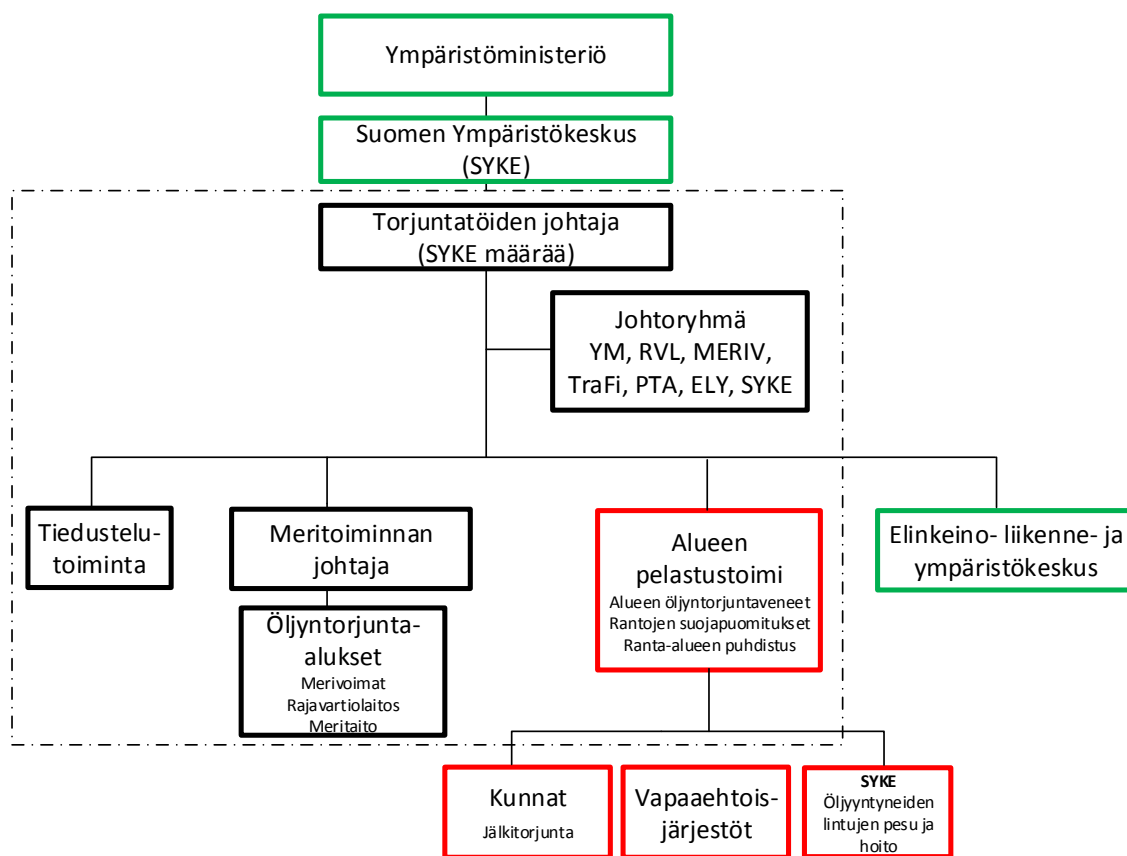 Ympäristöministeriö
Suomen Ympäristökeskus
(SYKE)
Torjuntatöiden johtaja
(SYKE määrää)
Johtoryhmä
YM, RVL, MERIV,
TraFi, PTA, ELY, SYKE
Tiedustelu-
toiminta
Meritoiminnan
johtaja
Öljyntorjunta-
alukset
Merivoimat
Rajavartiolaitos
Meritaito
Alueen
pelastustoimi
Alueen öljyntorjuntaveneet
Rantojen suojapuomitukset
Ranta-alueen puhdistus
Elinkeino- liikenne- ja
ympäristökeskus
Kunnat
Jälkitorjunta
Vapaaehtois-
järjestöt
SYKE
Öljyyntyneiden
lintujen pesu ja
hoito